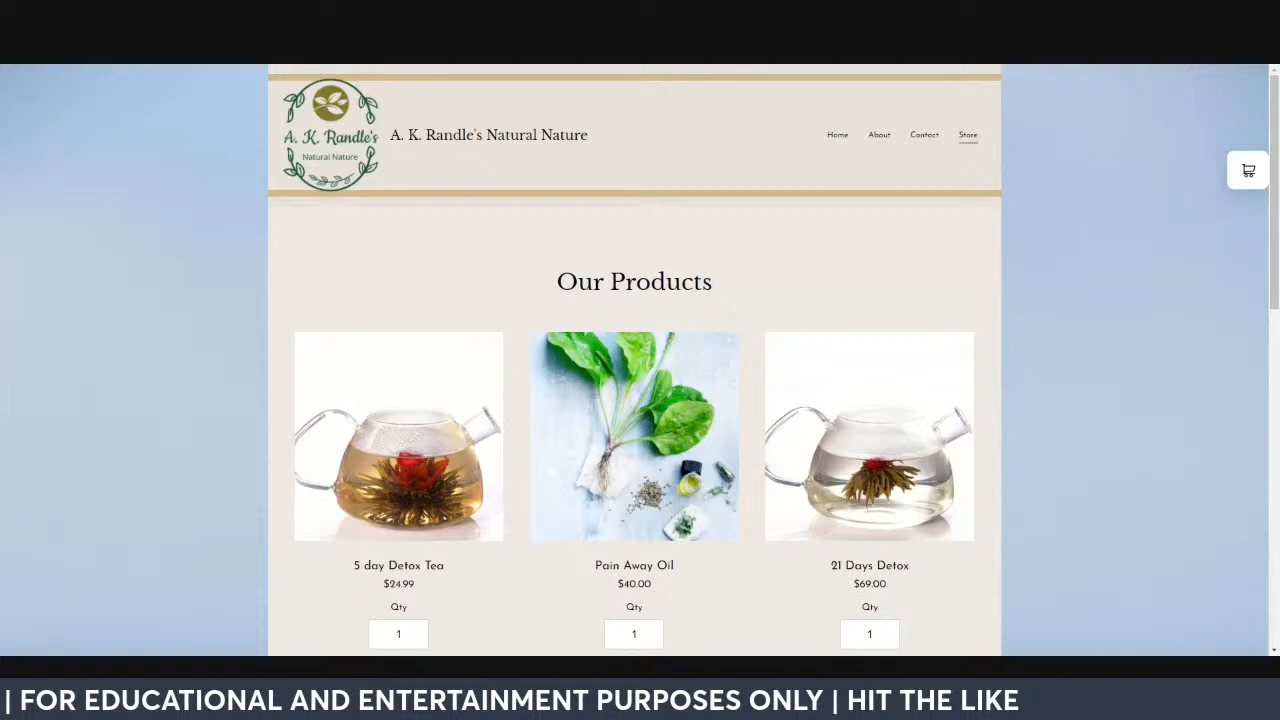 A. K. Randle's
Natural Nature
A. K. Randle's Natural Nature
Home About Contact Store
Our Products
5 day Detox Tea
$24.99
Qty
1
Pain Away Oil
$40.00
Qty
1
21 Days Detox
$69.00
Qty
1
| FOR EDUCATIONAL AND ENTERTAINMENT PURPOSES ONLY | HIT THE LIKE